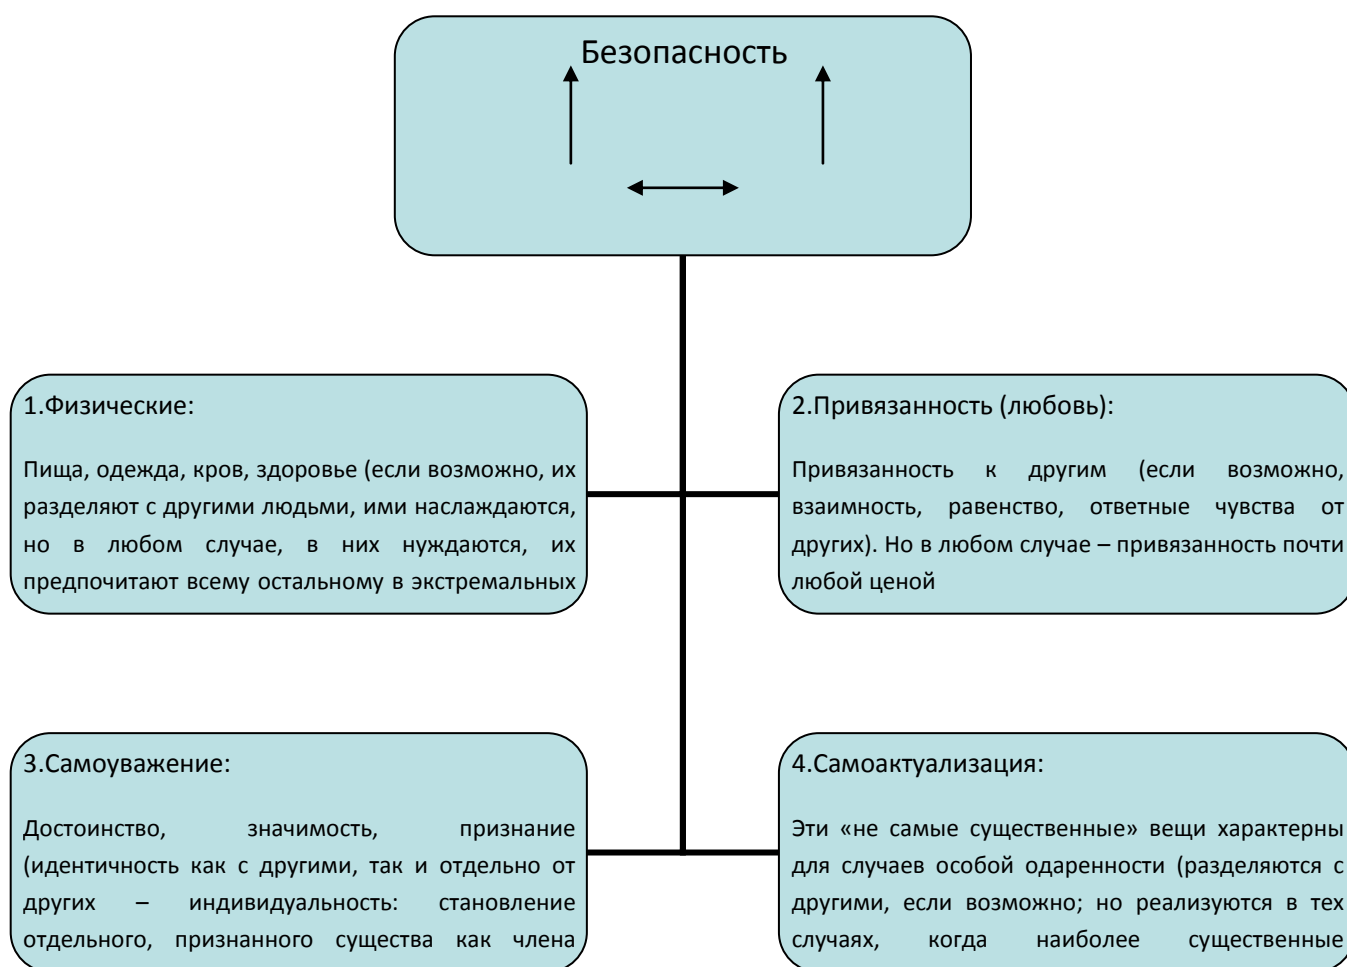 Безопасность
1.Физические:
Пища, одежда, кров, здоровье (если возможно, их
разделяют с другими людьми, ими наслаждаются,
но в любом случае, в них нуждаются, их
предпочитают всему остальному в экстремальных
2.Привязанность (любовь):
Привязанность к другим (если возможно,
взаимность, равенство, ответные чувства от
других). Но в любом случае – привязанность почти
любой ценой
3.Самоуважение:
Достоинство, значимость, признание
(идентичность как с другими, так и отдельно от
других – индивидуальность: становление
отдельного, признанного существа как члена
4.Самоактуализация:
Эти «не самые существенные» вещи характерны
для случаев особой одаренности (разделяются с
другими, если возможно; но реализуются в тех
случаях, когда наиболее существенные